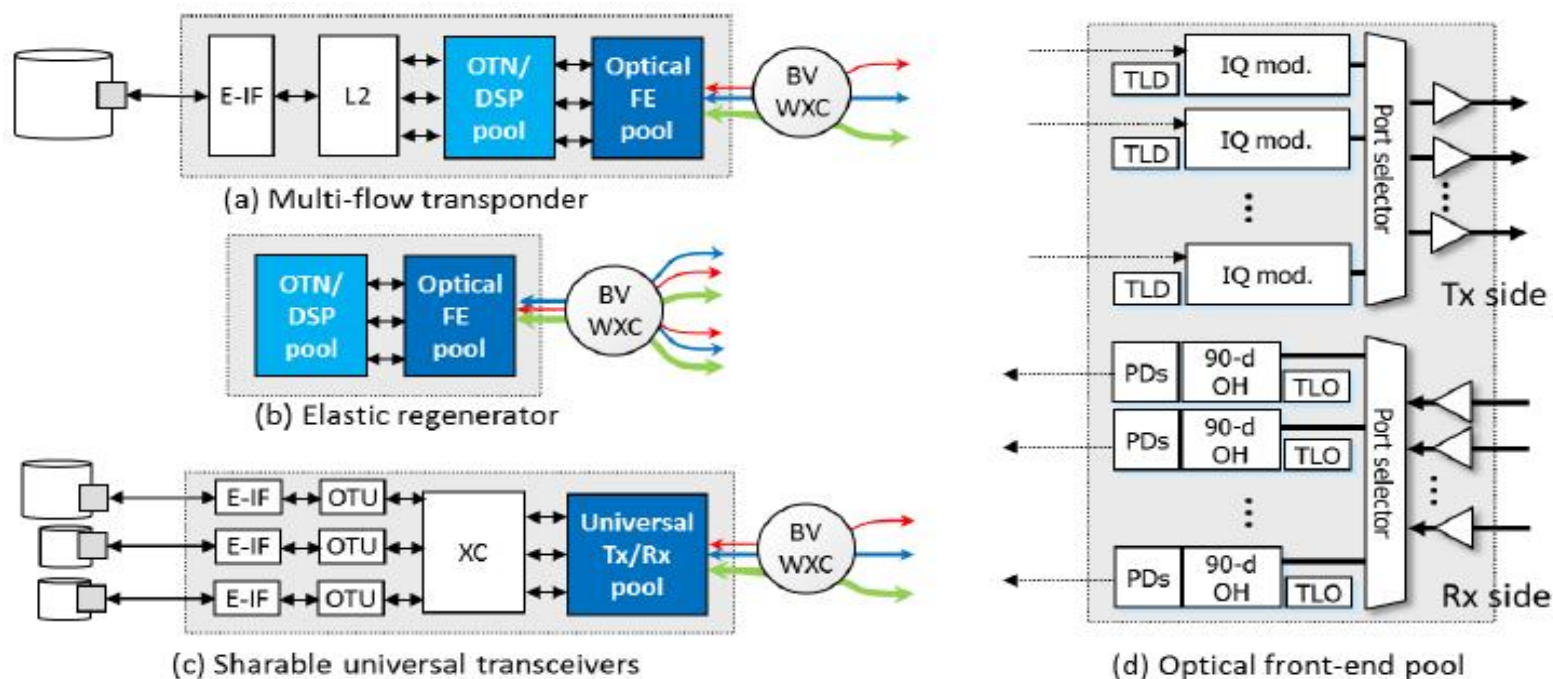 E-IF
L2
OTN/
DSP
pool
Optical
FE
pool
BV
WXC
(a) Multi-flow transponder
OTN/
DSP
pool
Optical
FE
pool
BV
WXC
(b) Elastic regenerator
E-IF
OTU
E-IF
OTU
E-IF
OTU
XC
Universal
Tx/Rx
pool
BV
WXC
(c) Sharable universal transceivers
TLD
IQ mod.
TLD
IQ mod.
...
TLD
IQ mod.
Port selector
...
Tx side
PDs
90-d
OH
TLO
PDs
90-d
OH
TLO
...
PDs
90-d
OH
TLO
Port selector
...
Rx side
(d) Optical front-end pool